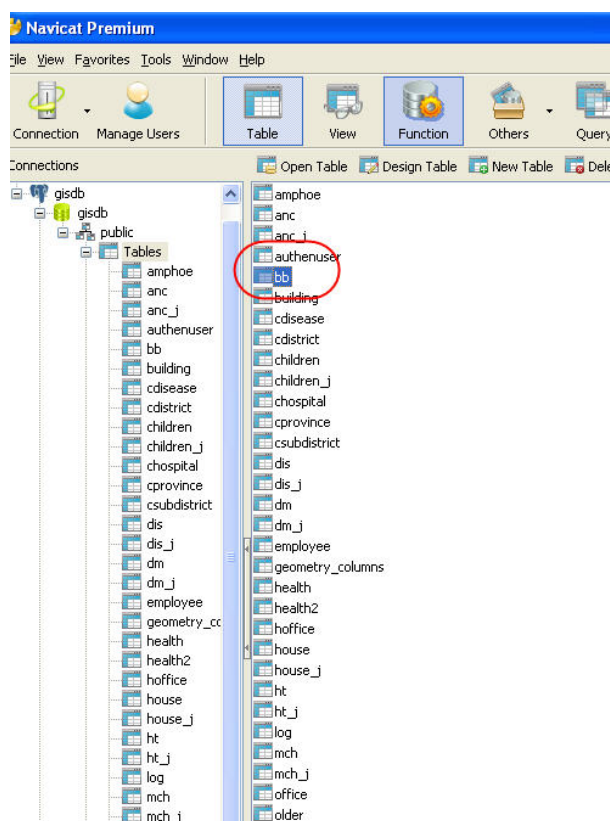 Navicat Premium
File View Favorites Tools Window Help
Connection Manage Users Table View Function Others Query
Connections Open Table Design Table New Table Dele
gisdb
gisdb
public
Tables
amphoe
anc
anc_j
authenuser
bb
building
cdisease
cdistrict
children
children_j
chospital
cprovince
csubdistrict
dis
dis_j
dm
dm_j
employee
geometry_cc
health
health2
hoffice
house
house_j
ht
ht_j
log
mch
mch_j
amphoe
anc
anc_j
authenuser
bb
building
cdisease
cdistrict
children
children_j
chospital
cprovince
csubdistrict
dis
dis_j
dm
dm_j
employee
geometry_columns
health
health2
hoffice
house
house_j
ht
ht_j
log
mch
mch_j
office
older